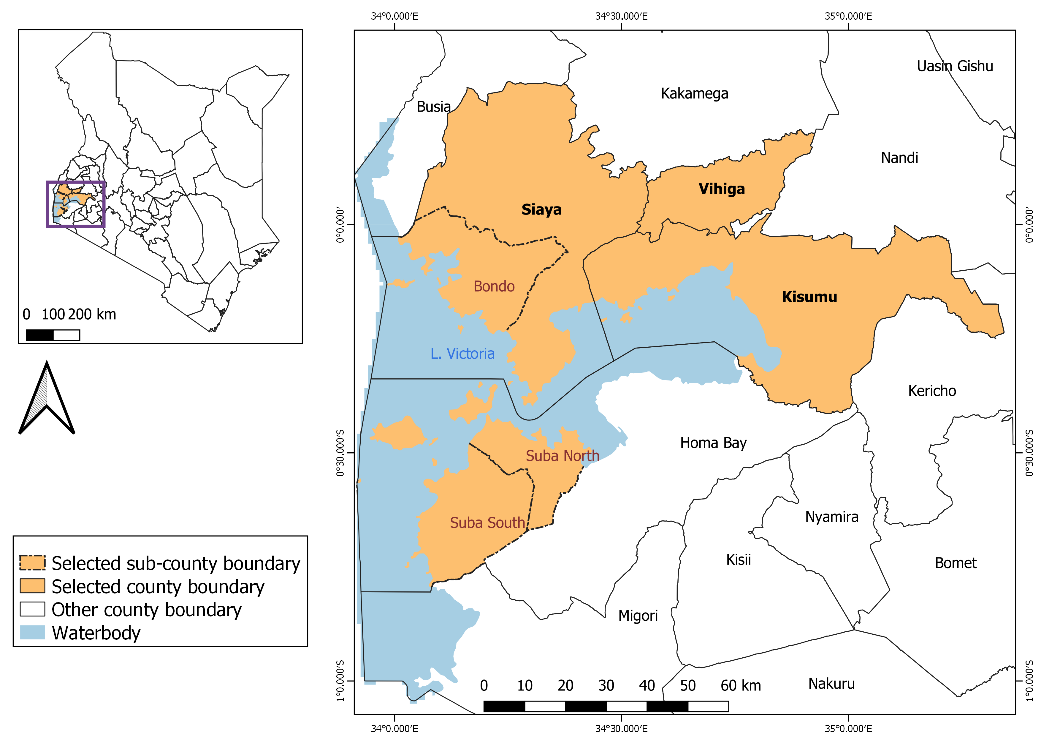 34°0.000'E 34°30.000'E 35°0.000'E
Uasin Gishu
Kakamega
Busia
Nandi
Vihiga
Siaya
0°0.000' 0°0.000'
Bondo
Kisumu
0 100 200 km
L. Victoria
Kericho
Homa Bay
Suba North
0°30.000'S 0°30.000'S
Suba South
Nyamira
Kisii
Bomet
Selected sub-county boundary
Selected county boundary
Other county boundary
Waterbody
Migori
Nakuru
1°0.000'S 1°0.000'S
0 10 20 30 40 50 60 km
34°0.000'E 34°30.000'E 35°0.000'E